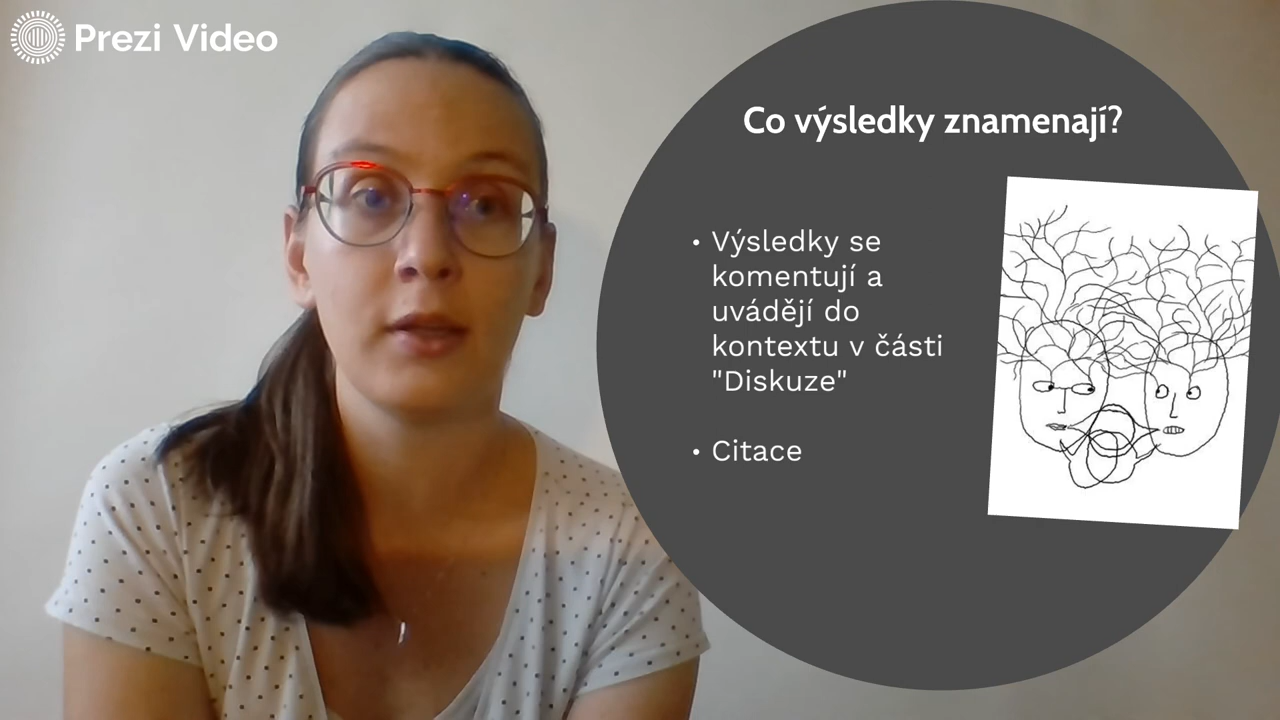 Prezi Video
Co výsledky znamenají?
• Výsledky se
komentují a
uvádějí do
kontextu v části
"Diskuze"
• Citace